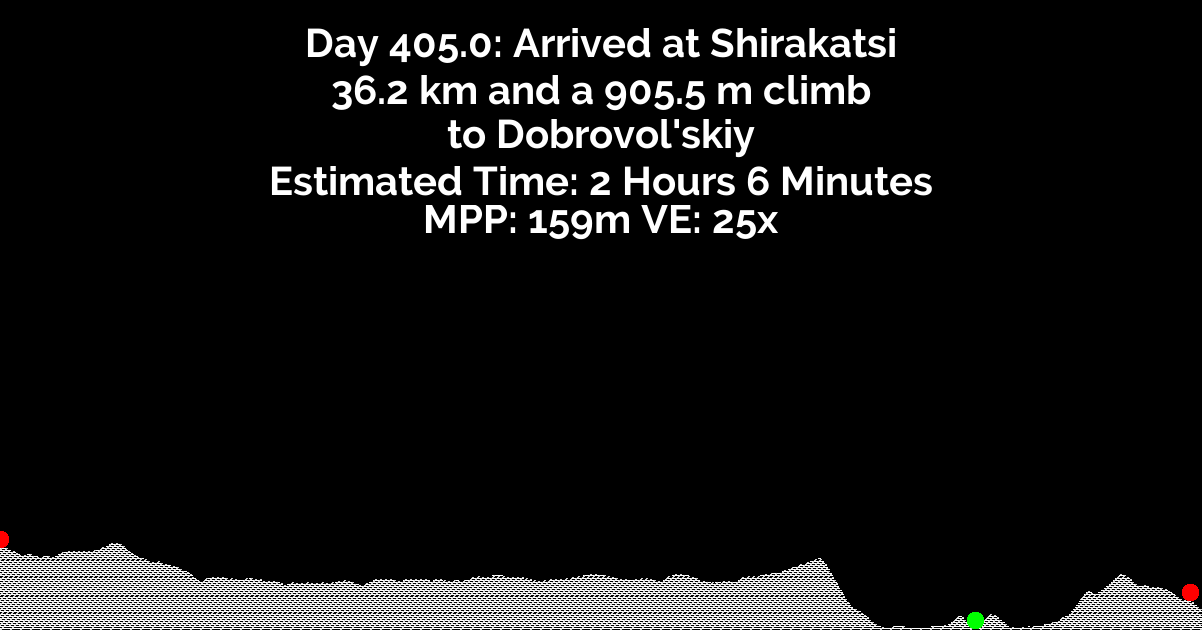 Day 405.0: Arrived at Shirakatsi
36.2 km and a 905.5 m climb
to Dobrovol'skiy
Estimated Time: 2 Hours 6 Minutes
MPP: 159m VE: 25x